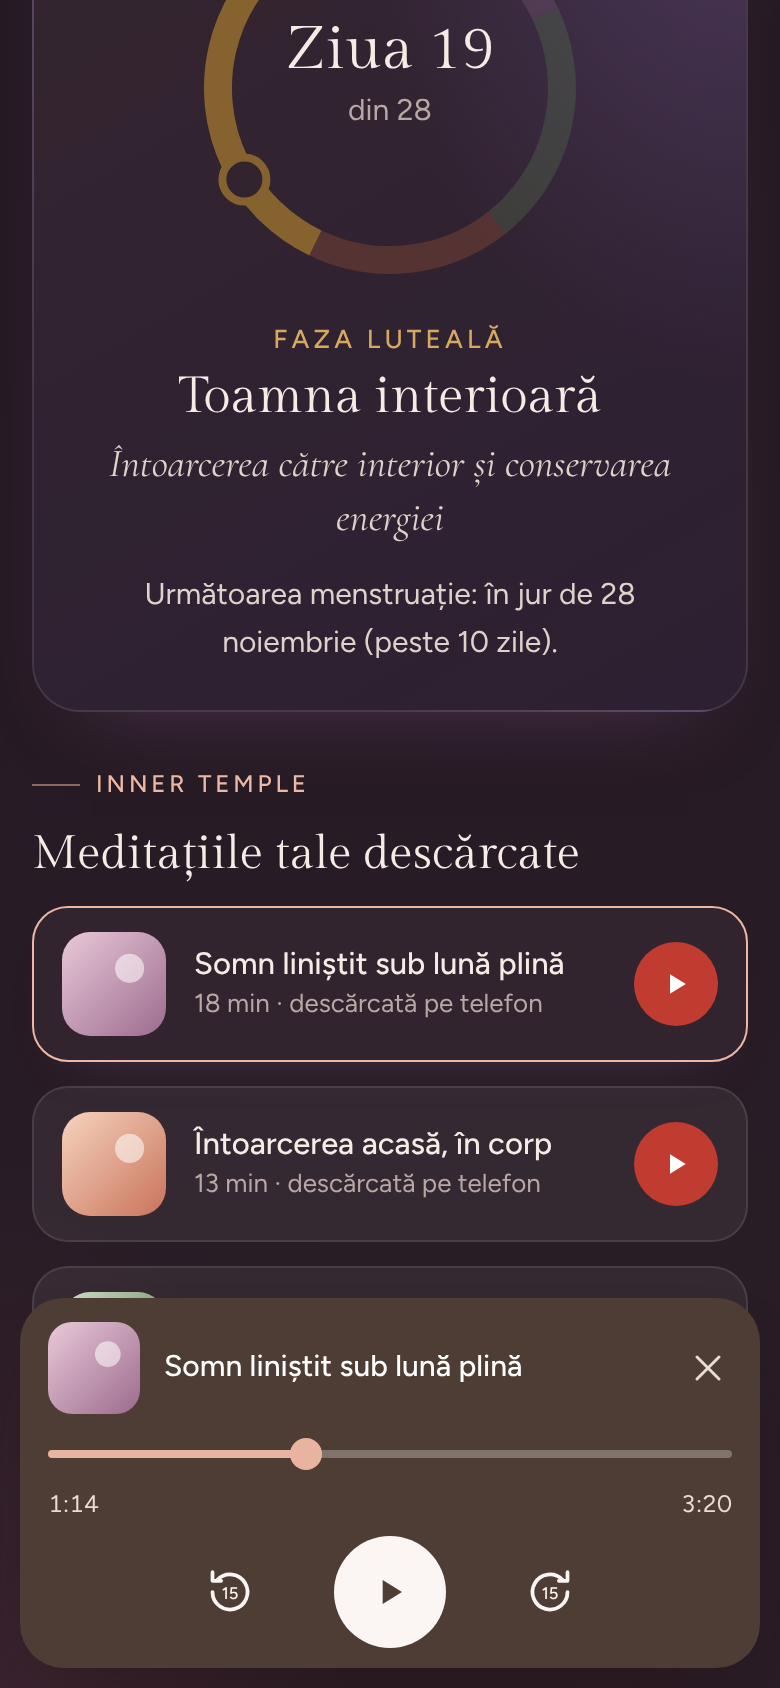 Ziua 19
din 28
FAZA LUTEALĂ
Toamna interioară
Întoarcerea către interior și conservarea
energiei
Următoarea menstruație: în jur de 28
noiembrie (peste 10 zile).
INNER TEMPLE
Meditațiile tale descărcate
Somn liniștit sub lună plină
18 min · descărcată pe telefon
Întoarcerea acasă, în corp
13 min · descărcată pe telefon
Somn liniștit sub lună plină
1:14
3:20
15
15